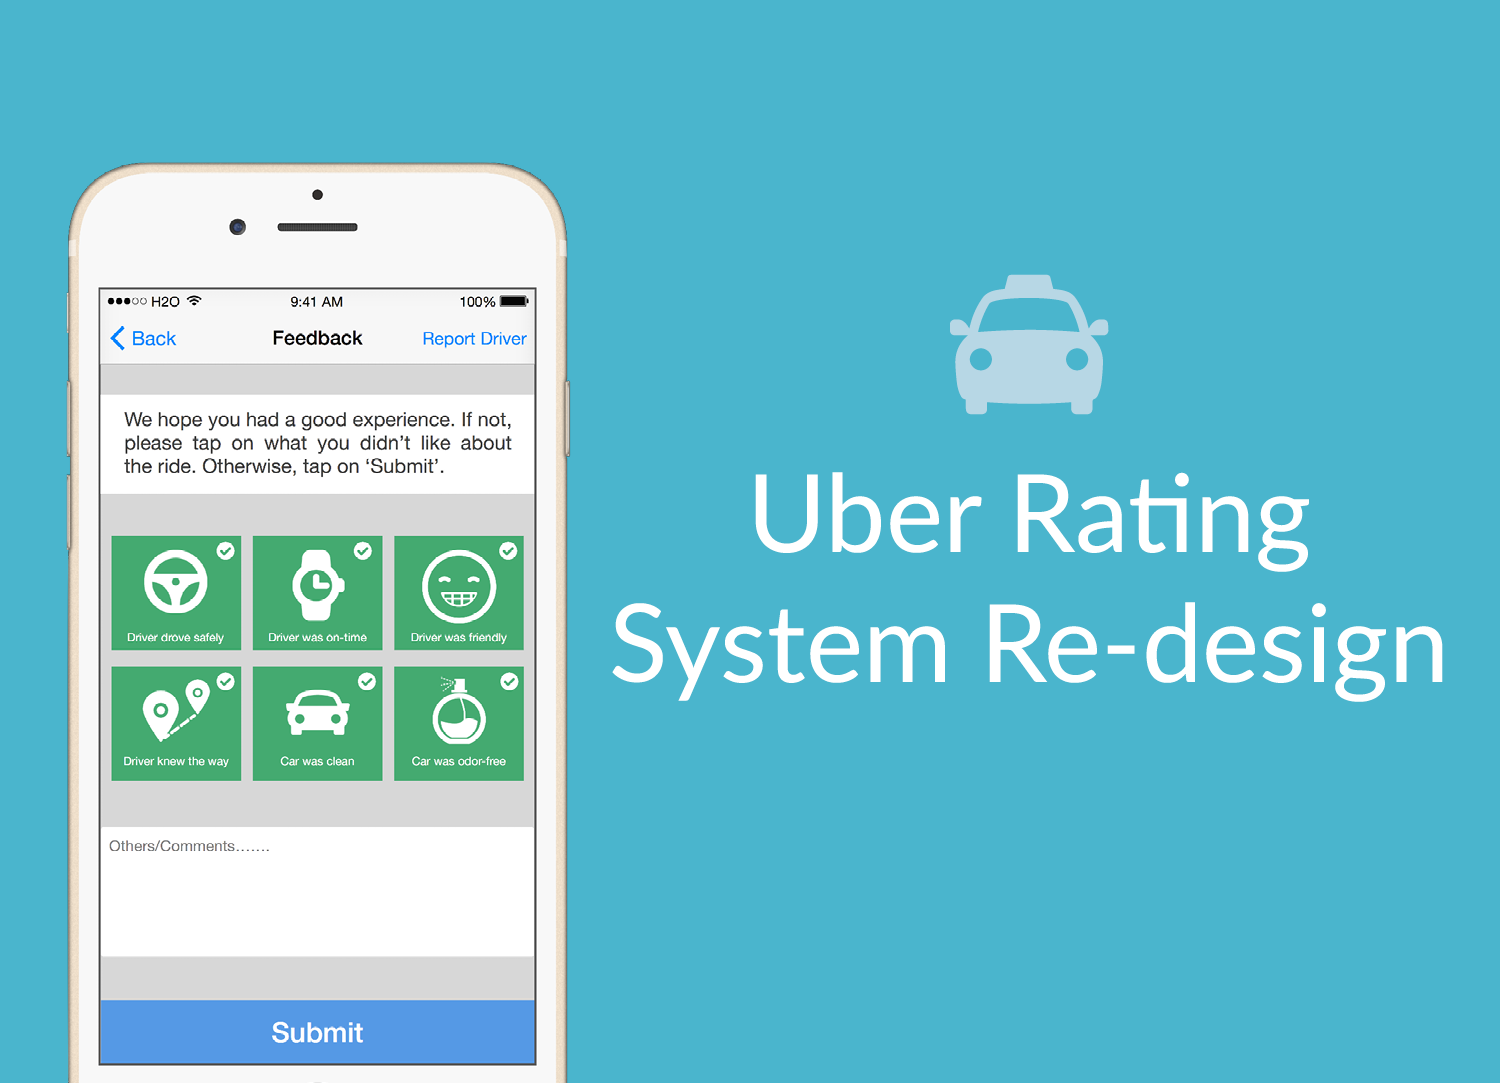 H2O
9:41 AM
100%
Back
Feedback
Report Driver
We hope you had a good experience. If not,
please tap on what you didn't like about
the ride. Otherwise, tap on ‘Submit’.
Driver drove safely
Driver was on-time
Driver was friendly
Driver knew the way
Car was clean
Car was odor-free
Others/Comments.......
Submit
Uber Rating
System Re-design